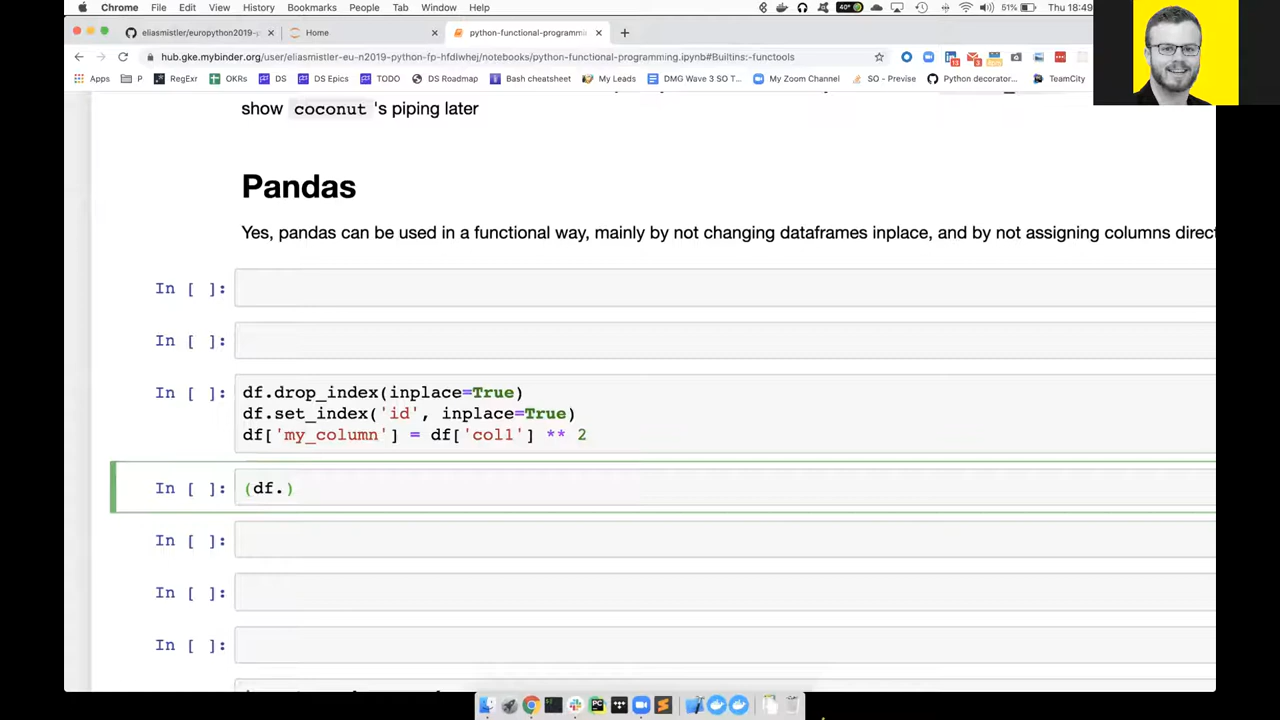 Chrome File Edit View History Bookmarks People Tab Window Help 40° 51% Thu 18:49
eliasmistler/europython2019- Home python-functional-programmin
hub.gke.mybinder.org/user/eliasmistler-eur-n2019-python-fp-hfdlwhej/notebooks/python-functional-programming.ipynb#Builtins:-functools
Apps P RegExr OKRs DS DS Epics TODO DS Roadmap Bash cheatsheet My Leads DMG Wave 3 SO T... My Zoom Channel SO - Previse Python decorator... TeamCity
show coconut 's piping later
Pandas
Yes, pandas can be used in a functional way, mainly by not changing dataframes inplace, and by not assigning columns direct
In [ ]:
In [ ]:
In [ ]: df.drop_index(inplace=True)
df.set_index('id', inplace=True)
df['my_column'] = df['col1'] ** 2
In [ ]: (df.)
In [ ]:
In [ ]:
In [ ]: